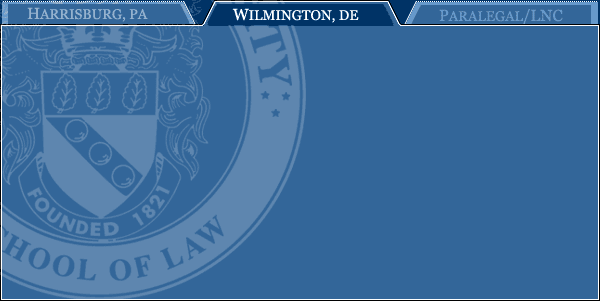 HARRISBURG, PA
WILMINGTON, DE
PARALEGAL/LNC
ITY
FOUNDED 1821
CHOOL OF LAW